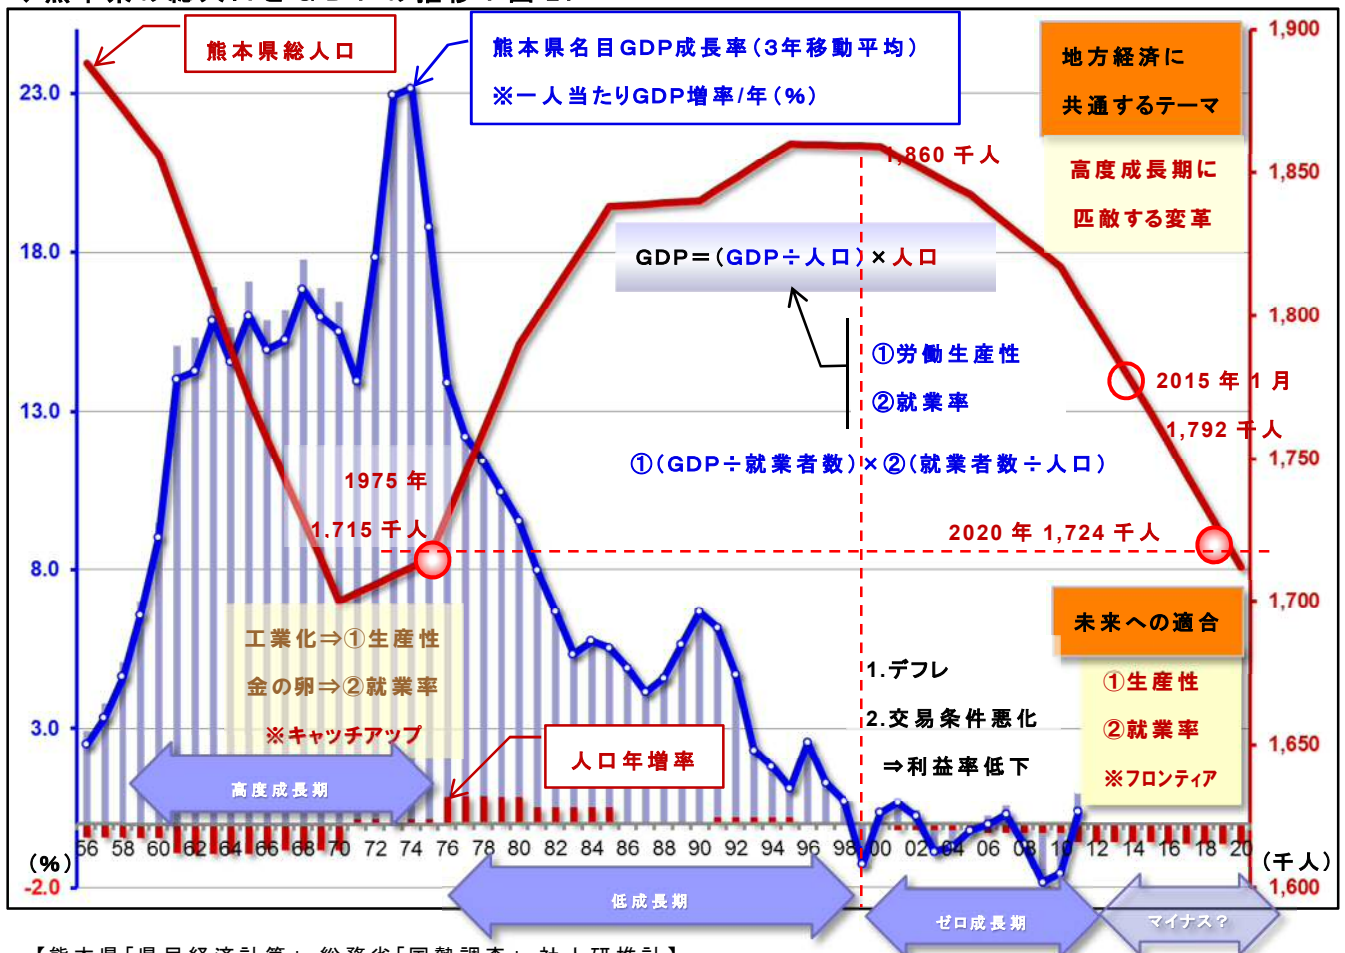 熊本県総人口
熊本県名目GDP成長率(3年移動平均)
※一人当たりGDP増率/年(%)
地方経済に
共通するテーマ
高度成長期に
匹敵する変革
1,860 千人
GDP=(GDP÷人口)×人口
①労働生産性
②就業率
①(GDP÷就業者数)×②(就業者数÷人口)
2015 年 1 月
1,792 千人
1975 年
1,715 千人
2020 年 1,724 千人
工業化⇒①生産性
金の卵⇒②就業率
※キャッチアップ
未来への適合
①生産性
②就業率
※フロンティア
1.デフレ
2.交易条件悪化
⇒利益率低下
人口年増率
高度成長期
低成長期
ゼロ成長期
マイナス?
23.0
18.0
13.0
8.0
3.0
-2.0
(%)
1,900
1,850
1,800
1,750
1,700
1,650
1,600
(千人)
56 58 60 62 64 66 68 70 72 74 76 78 80 82 84 86 88 90 92 94 96 98 00 02 04 06 08 10 12 14 16 18 20